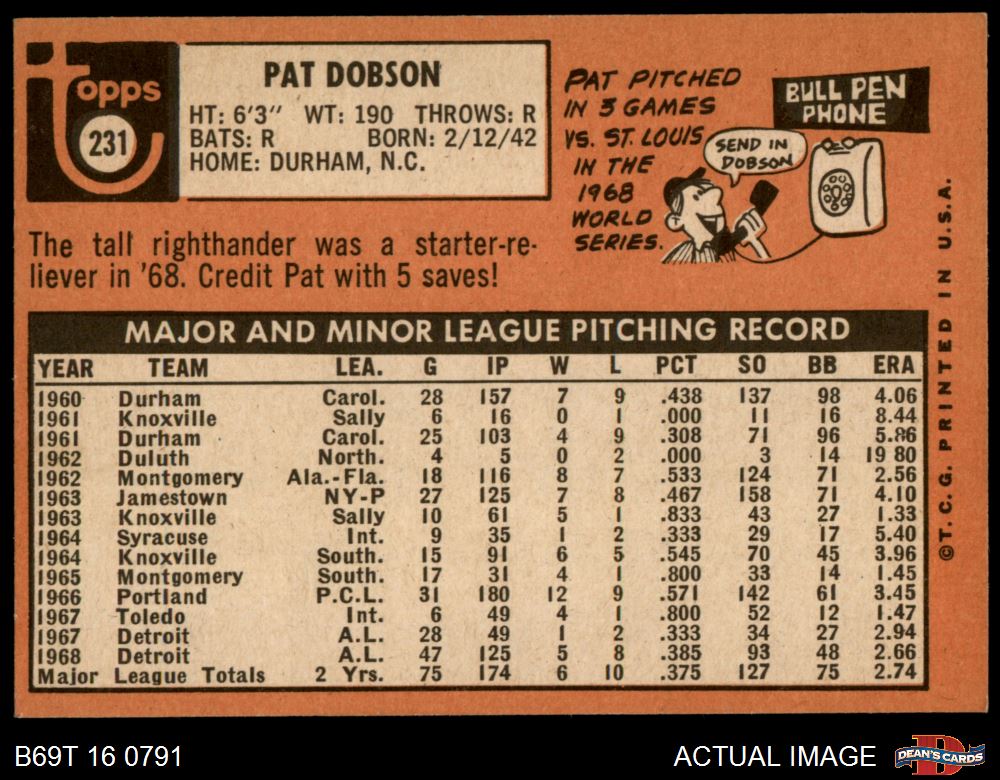 topps
231
PAT DOBSON
HT: 6'3" WT: 190 THROWS: R
BATS: R BORN: 2/12/42
HOME: DURHAM, N.C.
PAT PITCHED
IN 3 GAMES
VS. ST. LOUIS
IN THE
1968
WORLD
SERIES.
BULL PEN
PHONE
SEND IN
DOBSON
The tall righthander was a starter-re-
liever in '68. Credit Pat with 5 saves!
MAJOR AND MINOR LEAGUE PITCHING RECORD
YEAR TEAM LEA. G IP W L PCT SO BB ERA
1960 Durham Carol. 28 157 7 9 .438 137 98 4.06
1961 Knoxville Sally 6 16 0 1 .000 11 16 8.44
1961 Durham Carol. 25 103 4 9 .308 71 96 5.86
1962 Duluth North. 4 5 0 2 .000 3 14 19 80
1962 Montgomery Ala.-Fla. 18 116 8 7 .533 124 71 2.56
1963 Jamestown NY-P 27 125 7 8 .467 158 71 4.10
1963 Knoxville Sally 10 61 5 1 .833 43 27 1.33
1964 Syracuse Int. 9 35 1 2 .333 29 17 5.40
1964 Knoxville South. 15 91 6 5 .545 70 45 3.96
1965 Montgomery South. 17 31 4 1 .800 33 14 1.45
1966 Portland P.C.L. 31 180 12 9 .571 142 61 3.45
1967 Toledo Int. 6 49 4 1 .800 52 12 1.47
1967 Detroit A.L. 28 49 1 2 .333 34 27 2.94
1968 Detroit A.L. 47 125 5 8 .385 93 48 2.66
Major League Totals 2 Yrs. 75 174 6 10 .375 127 75 2.74
©T. C. G. PRINTED IN U.S.A.
B69T 16 0791
ACTUAL IMAGE
DEAN'S CARDS